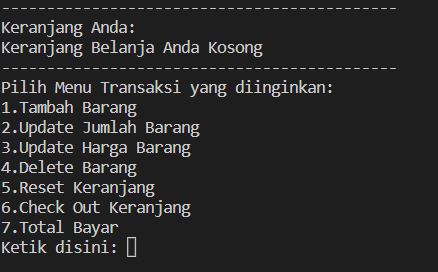 --------------------------------------------
Keranjang Anda:
Keranjang Belanja Anda Kosong
--------------------------------------------
Pilih Menu Transaksi yang diinginkan:
1.Tambah Barang
2.Update Jumlah Barang
3.Update Harga Barang
4.Delete Barang
5.Reset Keranjang
6.Check Out Keranjang
7.Total Bayar
Ketik disini: